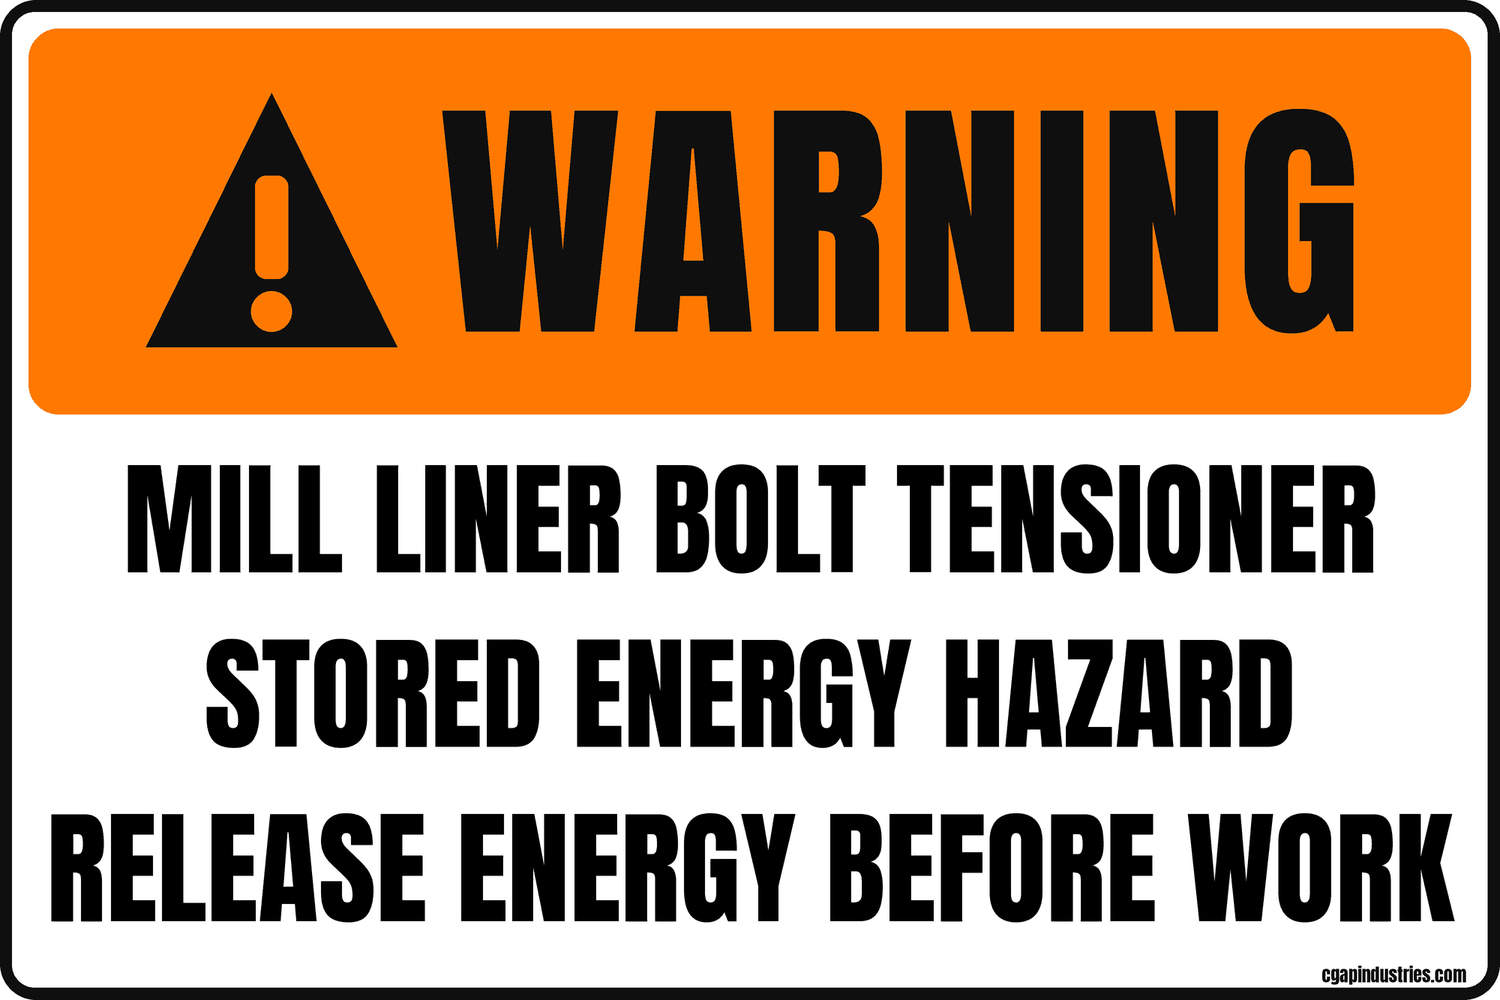 WARNING
MILL LINER BOLT TENSIONER
STORED ENERGY HAZARD
RELEASE ENERGY BEFORE WORK
cgapindustries.com